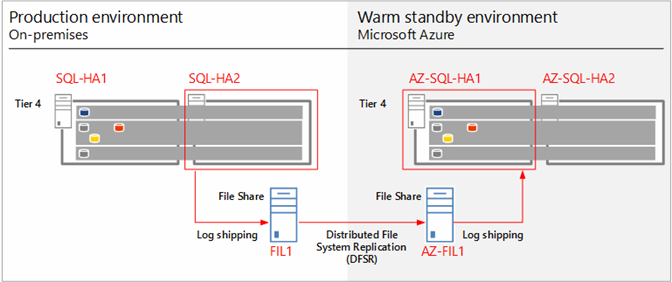 Production environment
On-premises
Warm standby environment
Microsoft Azure
SQL-HA1
SQL-HA2
AZ-SQL-HA1
AZ-SQL-HA2
Tier 4
Tier 4
File Share
File Share
Log shipping
Distributed File
System Replication
(DFSR)
Log shipping
FIL1
AZ-FIL1